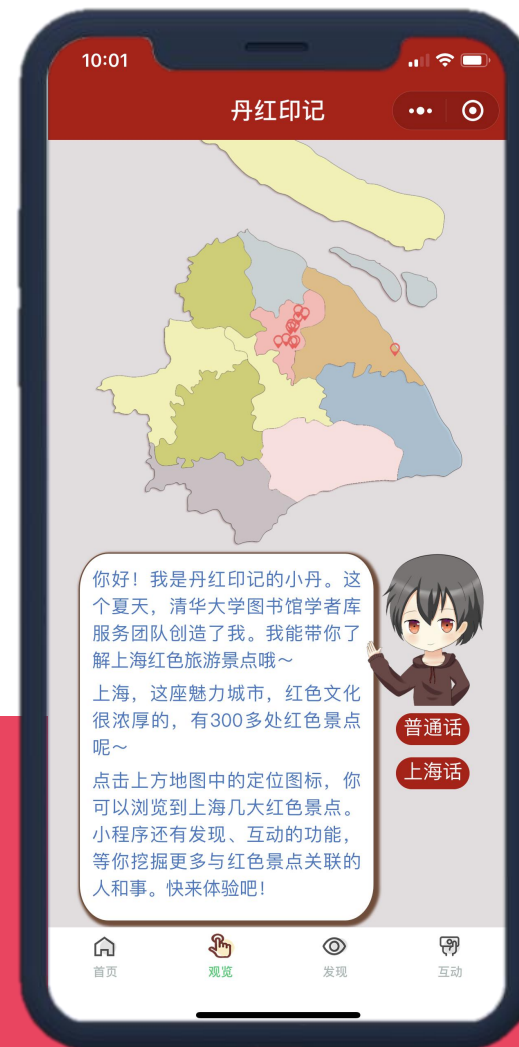 10:01
丹红印记
你好！我是丹红印记的小丹。这
个夏天，清华大学图书馆学者库
服务团队创造了我。我能带你了
解上海红色旅游景点哦～
上海，这座魅力城市，红色文化
很浓厚的，有300多处红色景点
呢～
点击上方地图中的定位图标，你
可以浏览到上海几大红色景点。
小程序还有发现、互动的功能，
等你挖掘更多与红色景点关联的
人和事。快来体验吧！
普通话
上海话
首页
观览
发现
互动